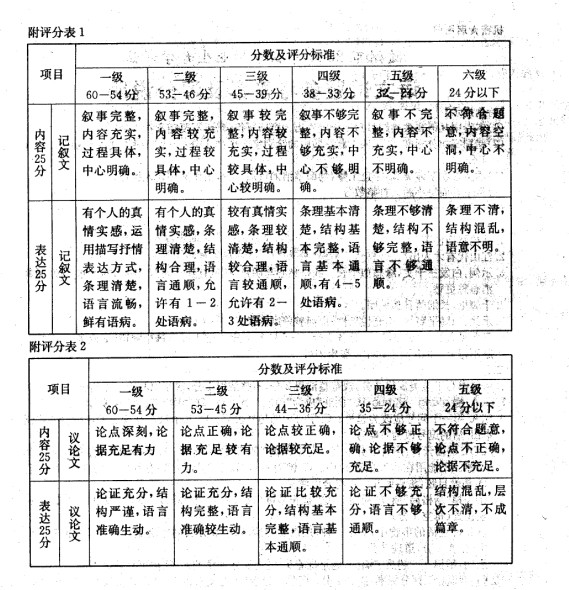 附评分表1
项目
分数及评分标准
一级
60—54分
二级
53—46分
三级
45—39分
四级
38—33分
五级
32—24分
六级
24分以下
内容25分
记叙文
叙事完整,
内容充实,
过程具体,
中心明确。
叙事完整,
内容较充
实,过程较
具体,中心
明确。
叙事较完
整,内容较
充实,过程
较具体,中
心较明确。
叙事不够完
整,内容不
够充实,中
心不够明
确。
叙事不完
整,内容不
充实,中心
不明确。
不符合题
意,内容空
洞,中心不
明确。
表达25分
记叙文
有个人的真
情实感,运
用描写抒情
表达方式,
条理清楚,
语言流畅,
鲜有语病。
有个人的真
情实感,条
理清楚,结
构合理,语
言通顺,允
许有1—2
处语病。
较有真情实
感,条理较
清楚,结构
较合理,语
言较通顺,
允许有2—
3处语病。
条理基本清
楚,结构基
本完整,语
言基本通
顺,有4—5
处语病。
条理不够清
楚,结构不
够完整,语
言不够通
顺。
条理不清,
结构混乱,
语意不明。
附评分表2
项目
分数及评分标准
一级
60—54分
二级
53—45分
三级
44—36分
四级
35—24分
五级
24分以下
内容25分
议论文
论点深刻,论
据充足有力
论点正确,论
据充足较有
力。
论点较正确,
论据较充足。
论点不够正
确,论据不够
充足。
不符合题意,
论点不正确,
论据不充足。
表达25分
议论文
论证充分,结
构严谨,语言
准确生动。
论证充分,结
构完整,语言
准确较生动。
论证比较充
分,结构基本
完整,语言基
本通顺。
论证不够充
分,语言不够
通顺。
结构混乱,层
次不清,不成
篇章。